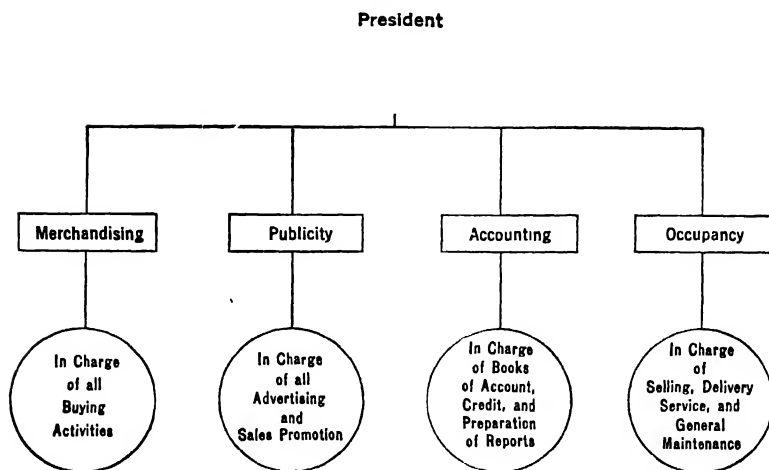 President
Merchandising
Publicity
Accounting
Occupancy
In Charge
of all
Buying
Activities
In Charge
of all
Advertising
and
Sales Promotion
In Charge
of Books
of Account,
Credit, and
Preparation
of Reports
In Charge
of
Selling, Delivery
Service, and
General
Maintenance